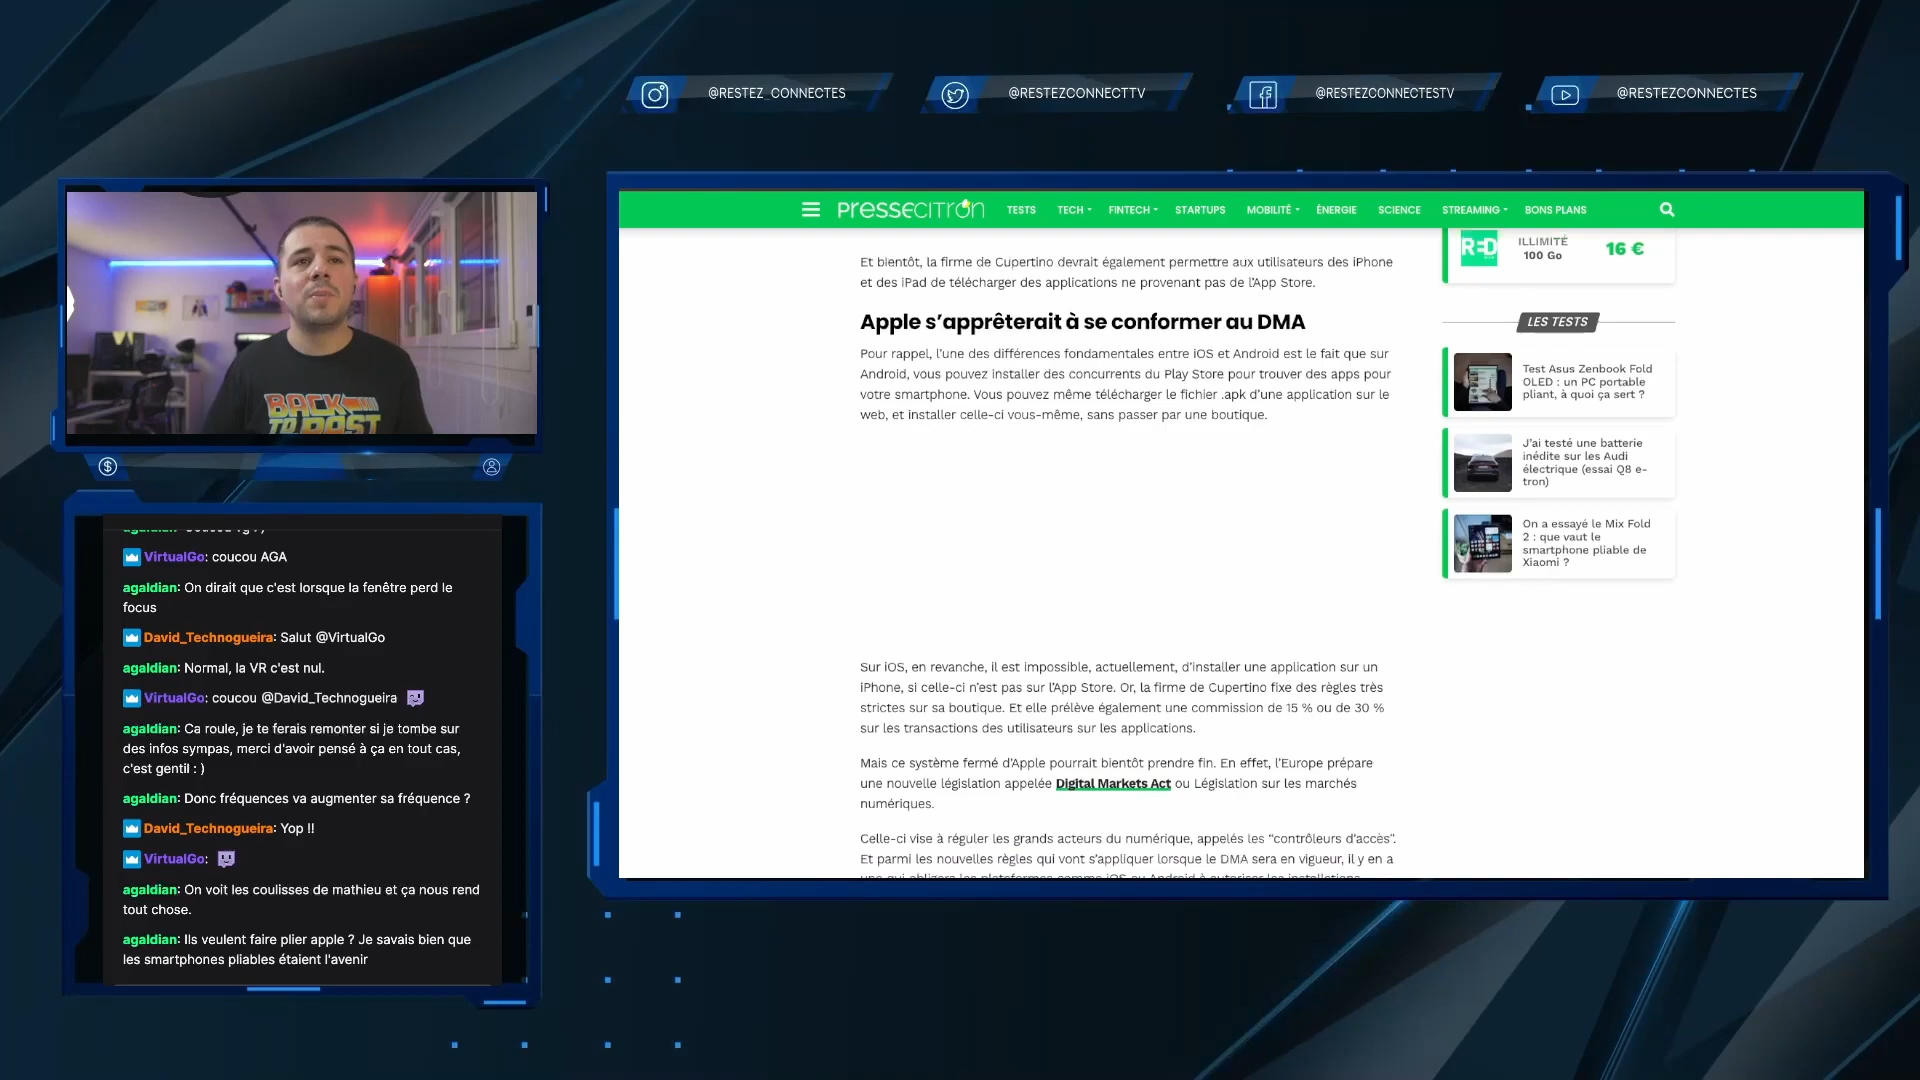 @RESTEZ_CONNECTES
@RESTEZCONNECTTV
@RESTEZCONNECTESTV
@RESTEZCONNECTES
BACK
TO PAST
VirtualGo: coucou AGA
agaldian: On dirait que c'est lorsque la fenêtre perd le
focus
David_Technogueira: Salut @VirtualGo
agaldian: Normal, la VR c'est nul.
VirtualGo: coucou @David_Technogueira
agaldian: Ca roule, je te ferais remonter si je tombe sur
des infos sympas, merci d'avoir pensé à ça en tout cas,
c'est gentil : )
agaldian: Donc fréquences va augmenter sa fréquence ?
David_Technogueira: Yop !!
VirtualGo:
agaldian: On voit les coulisses de mathieu et ça nous rend
tout chose.
agaldian: Ils veulent faire plier apple ? Je savais bien que
les smartphones pliables étaient l'avenir
PRESSECITRON
TESTS
TECH
FINTECH
STARTUPS
MOBILITÉ
ÉNERGIE
SCIENCE
STREAMING
BONS PLANS
Et bientôt, la firme de Cupertino devrait également permettre aux utilisateurs des iPhone
et des iPad de télécharger des applications ne provenant pas de l'App Store.
Apple s'apprêterait à se conformer au DMA
Pour rappel, l'une des différences fondamentales entre iOS et Android est le fait que sur
Android, vous pouvez installer des concurrents du Play Store pour trouver des apps pour
votre smartphone. Vous pouvez même télécharger le fichier .apk d'une application sur le
web, et installer celle-ci vous-même, sans passer par une boutique.
Sur iOS, en revanche, il est impossible, actuellement, d'installer une application sur un
iPhone, si celle-ci n'est pas sur l'App Store. Or, la firme de Cupertino fixe des règles très
strictes sur sa boutique. Et elle prélève également une commission de 15 % ou de 30 %
sur les transactions des utilisateurs sur les applications.
Mais ce système fermé d'Apple pourrait bientôt prendre fin. En effet, l'Europe prépare
une nouvelle législation appelée Digital Markets Act ou Législation sur les marchés
numériques.
Celle-ci vise à réguler les grands acteurs du numérique, appelés les "contrôleurs d'accès".
Et parmi les nouvelles règles qui vont s'appliquer lorsque le DMA sera en vigueur, il y en a
une qui obligera les plateformes comme iOS ou Android à autoriser les installations
RED
ILLIMITÉ
100 Go
16 €
LES TESTS
Test Asus Zenbook Fold
OLED : un PC portable
pliant, à quoi ça sert ?
J'ai testé une batterie
inédite sur les Audi
électrique (essai Q8 e-
tron)
On a essayé le Mix Fold
2 : que vaut le
smartphone pliable de
Xiaomi ?